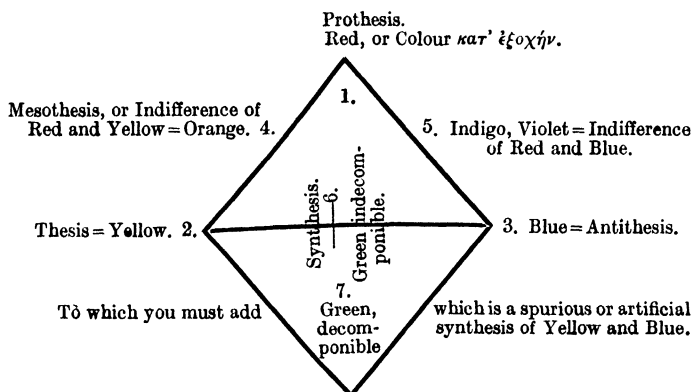 Prothesis.
Red, or Colour κατ’ ἐξοχήν.
1.
Mesothesis, or Indifference of
Red and Yellow = Orange. 4.
5. Indigo, Violet = Indifference
of Red and Blue.
Synthesis.
6.
Green indecom-
ponible.
Thesis = Yellow. 2.
3. Blue = Antithesis.
To which you must add
7.
Green,
decom-
ponible
which is a spurious or artificial
synthesis of Yellow and Blue.